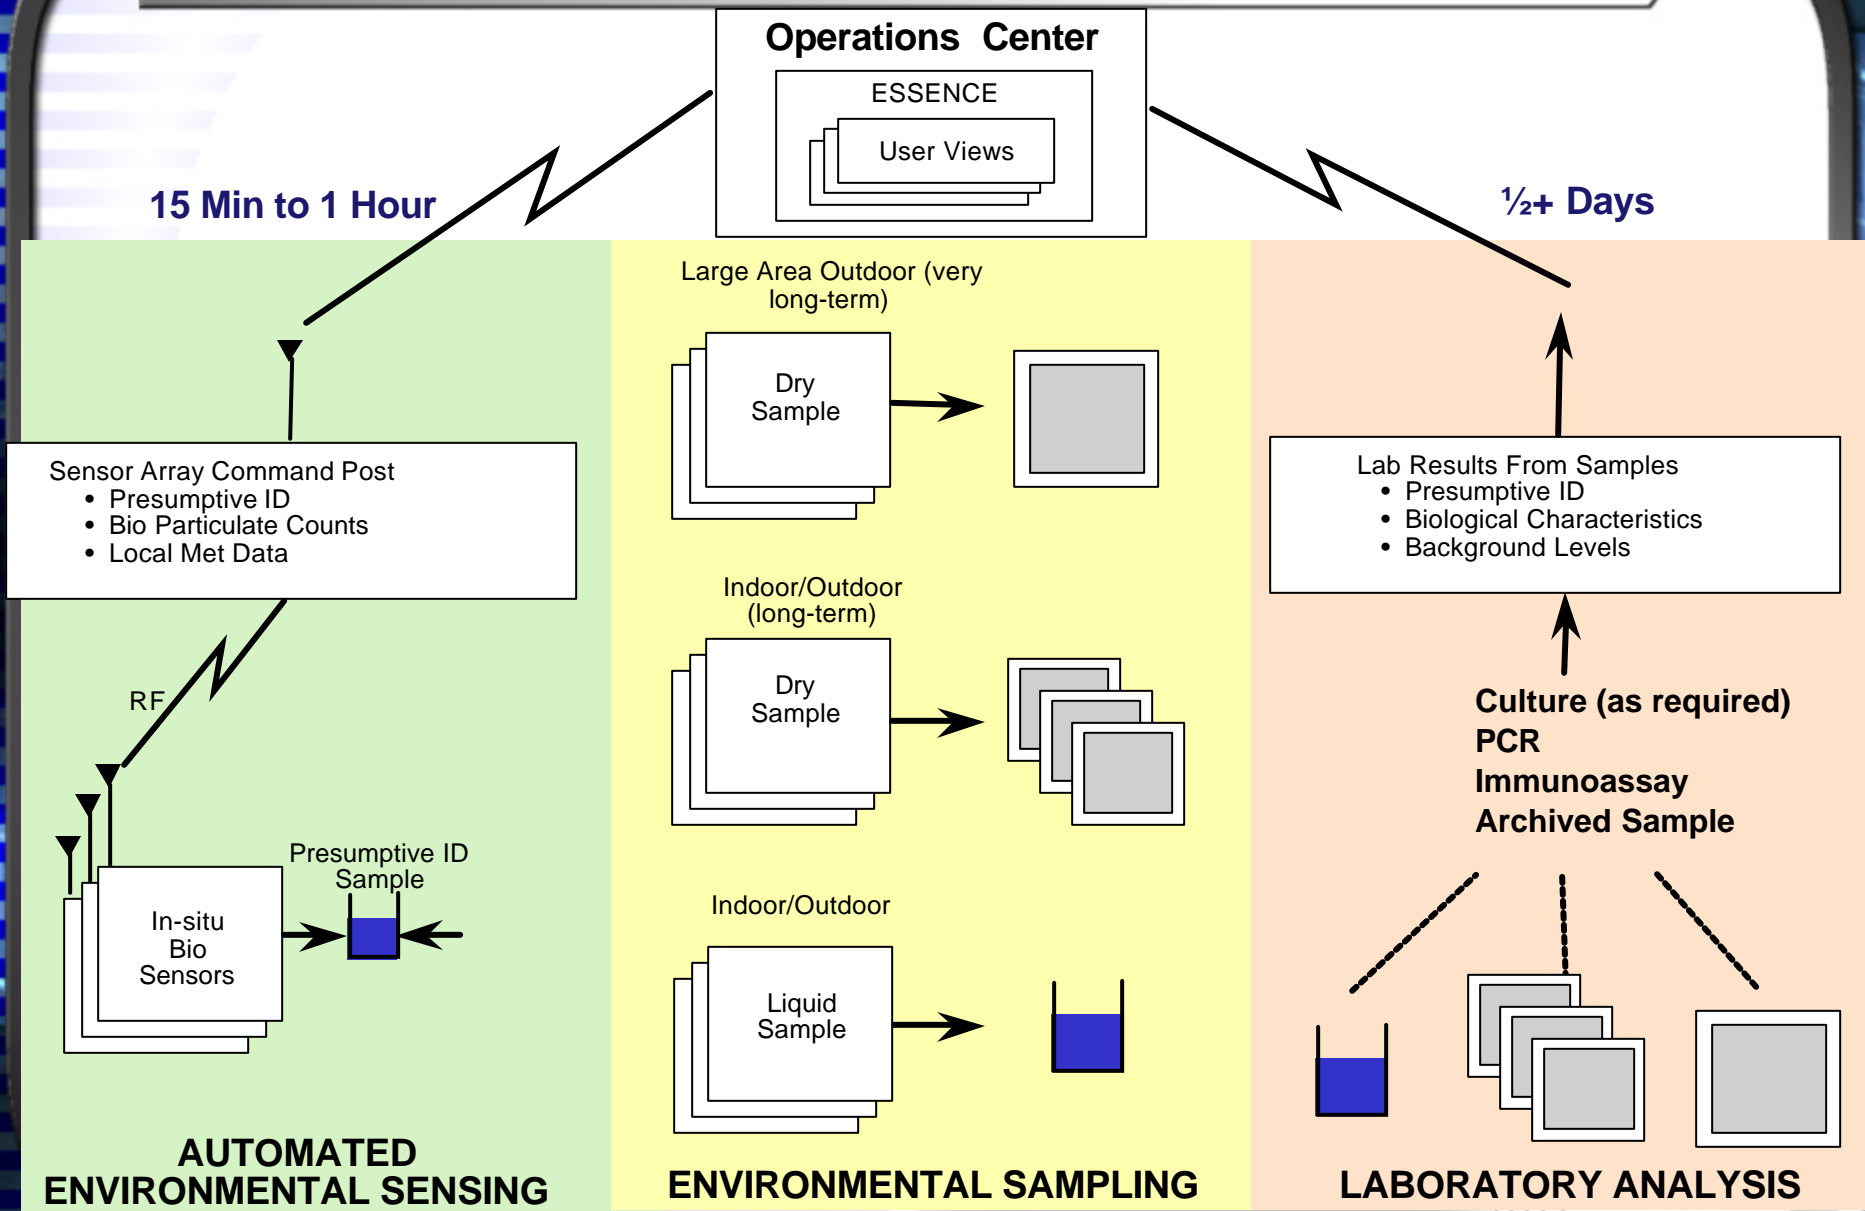 Operations Center
ESSENCE
User Views
15 Min to 1 Hour
½+ Days
Sensor Array Command Post
• Presumptive ID
• Bio Particulate Counts
• Local Met Data
RF
Presumptive ID
Sample
In-situ
Bio
Sensors
AUTOMATED
ENVIRONMENTAL SENSING
Large Area Outdoor (very
long-term)
Dry
Sample
Indoor/Outdoor
(long-term)
Dry
Sample
Indoor/Outdoor
Liquid
Sample
ENVIRONMENTAL SAMPLING
Lab Results From Samples
• Presumptive ID
• Biological Characteristics
• Background Levels
Culture (as required)
PCR
Immunoassay
Archived Sample
LABORATORY ANALYSIS